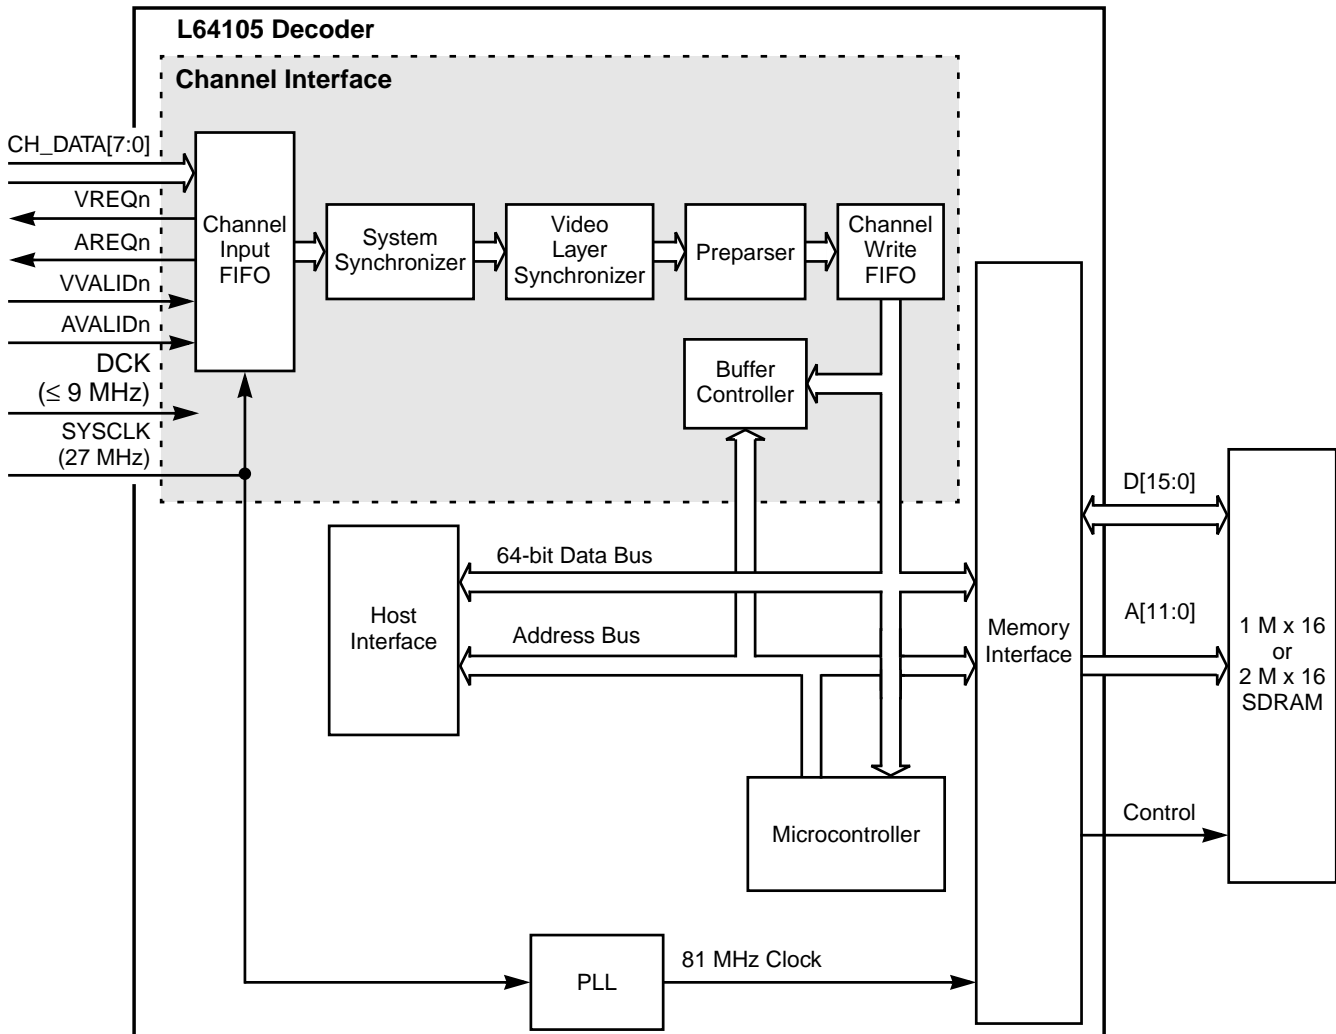 L64105 Decoder
Channel Interface
CH_DATA[7:0]
VREQn
AREQn
VVALIDn
AVALIDn
DCK
(≤ 9 MHz)
SYSCLK
(27 MHz)
Channel
Input
FIFO
System
Synchronizer
Video
Layer
Synchronizer
Preparser
Channel
Write
FIFO
Buffer
Controller
64-bit Data Bus
Host
Interface
Address Bus
Memory
Interface
D[15:0]
A[11:0]
1 M x 16
or
2 M x 16
SDRAM
Control
Microcontroller
PLL
81 MHz Clock